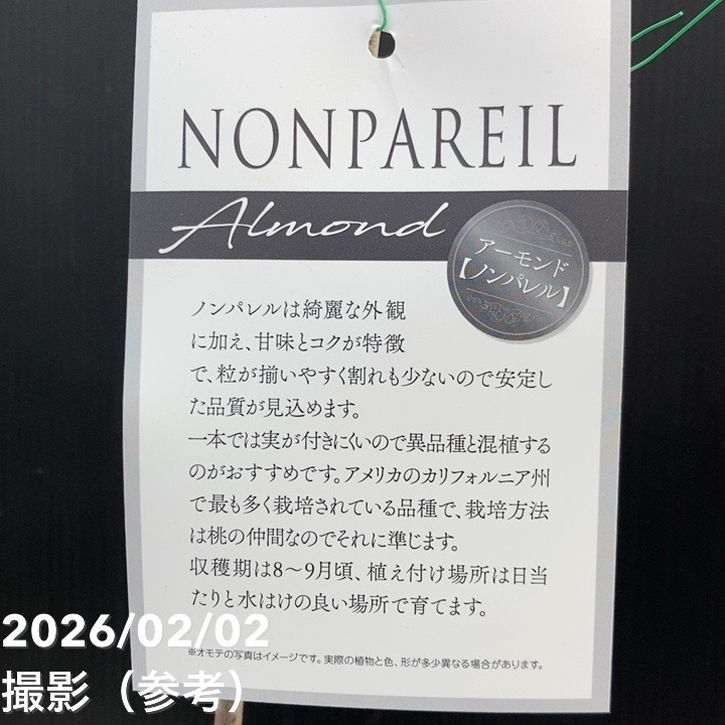 NONPAREIL
Almond
アーモンド
【ノンパレル】
ノンパレルは綺麗な外観
に加え、甘味とコクが特徴
で、粒が揃いやすく割れも少ないので安定し
た品質が見込めます。
一本では実が付きにくいので異品種と混植する
のがおすすめです。アメリカのカリフォルニア州
で最も多く栽培されている品種で、栽培方法
は桃の仲間なのでそれに準じます。
収穫期は8〜9月頃、植え付け場所は日当
たりと水はけの良い場所で育てます。
※オモテの写真はイメージです。実際の植物と色、形が多少異なる場合があります。
2026/02/02
撮影（参考）